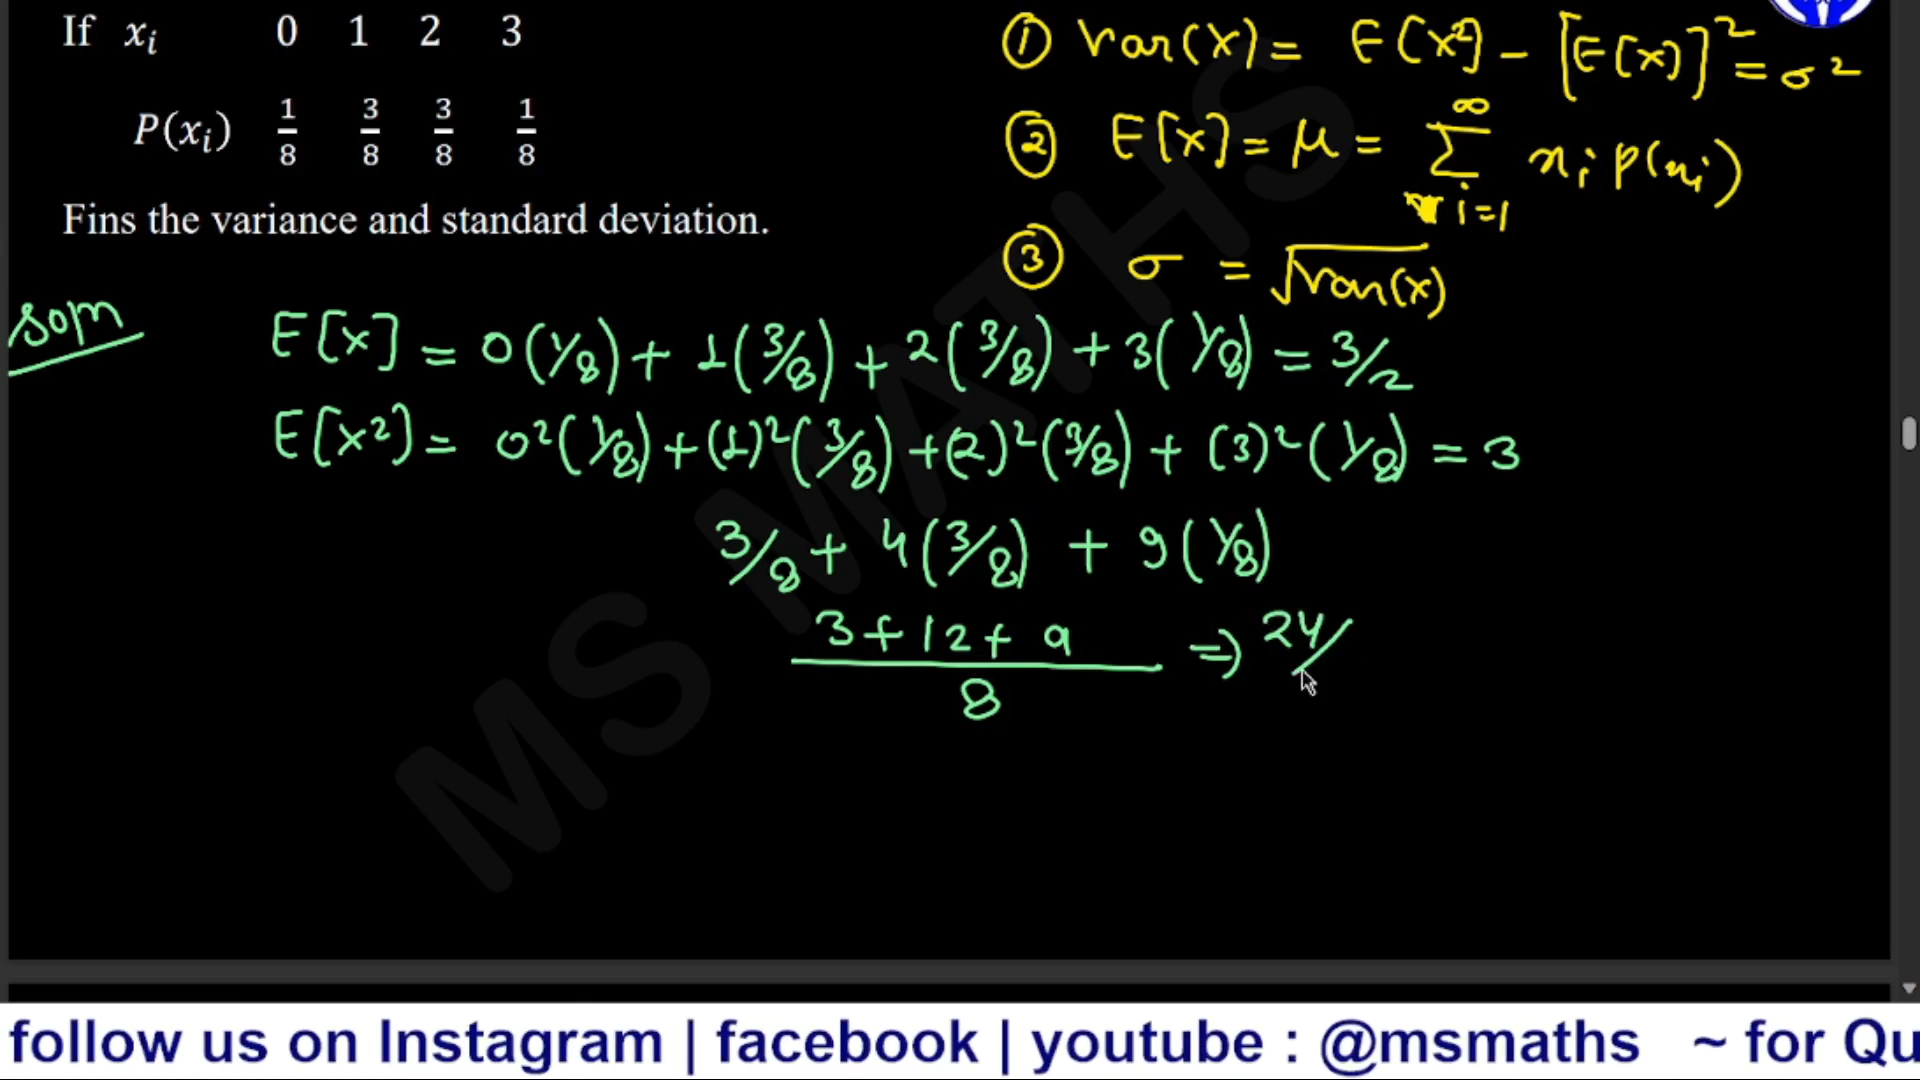 If xᵢ 0 1 2 3
P(xᵢ) 1/8 3/8 3/8 1/8
Fins the variance and standard deviation.
① Var(X) = E[X²] - [E[X]]² = σ²
② E[X] = μ = ∑ᵢ₌₁^∞ xᵢ p(xᵢ)
③ σ = √Var(X)
Soln
E[X] = 0(1/8) + 1(3/8) + 2(3/8) + 3(1/8) = 3/2
E[X²] = 0²(1/8) + (1)²(3/8) + (2)²(3/8) + (3)²(1/8) = 3
3/8 + 4(3/8) + 9(1/8)
3+12+9 ⇒ 24/
8
MS MATHS
follow us on Instagram | facebook | youtube : @msmaths ~ for Qu